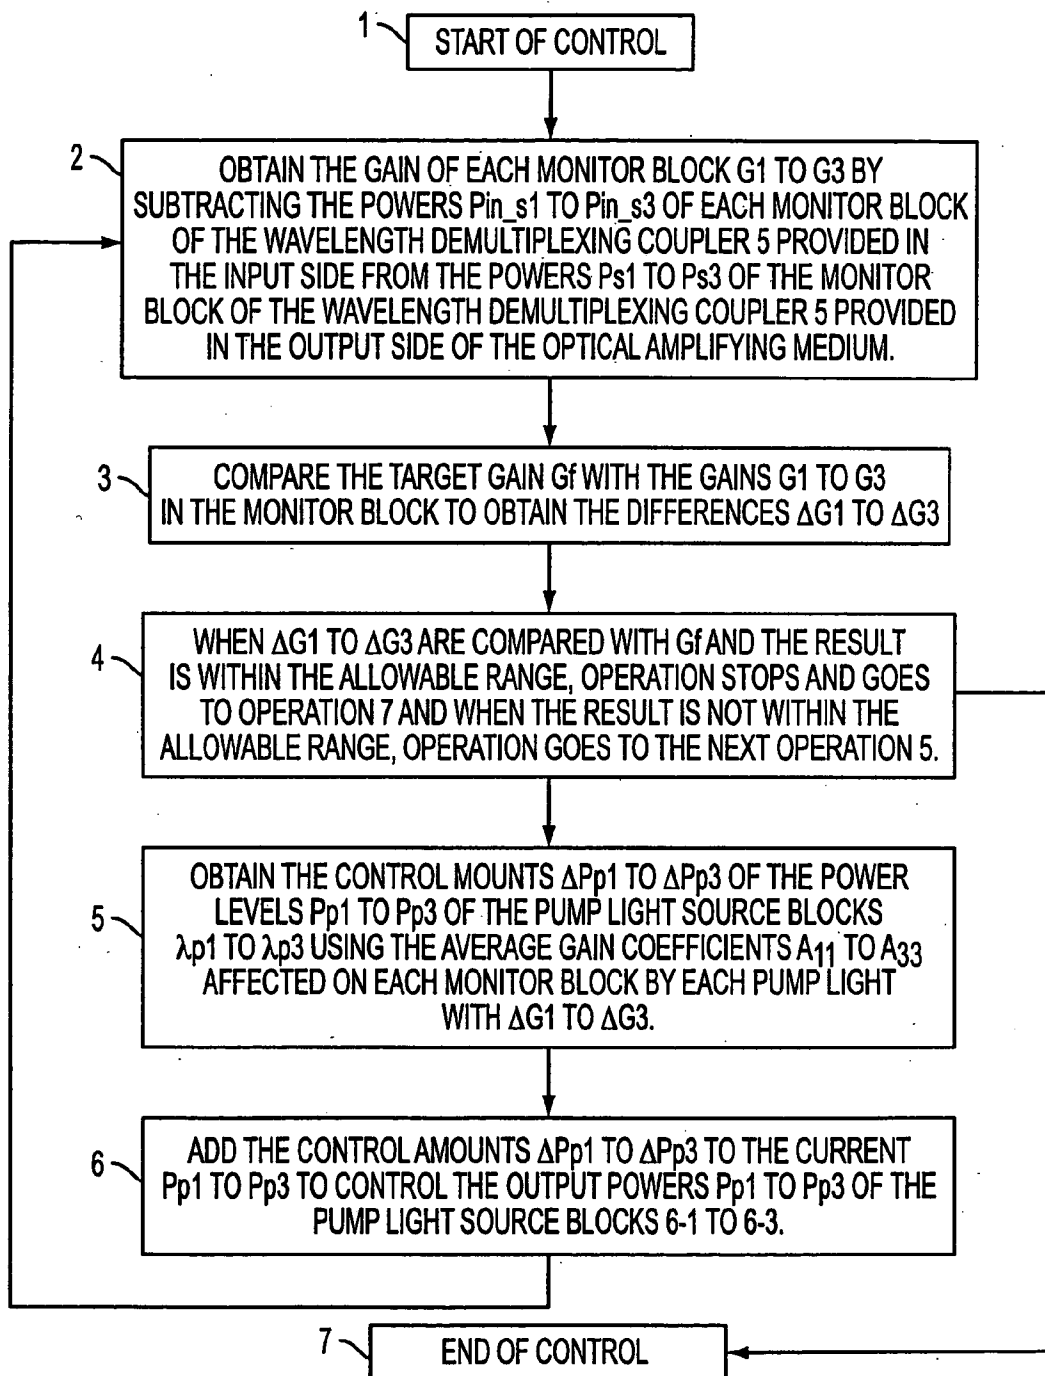 1
START OF CONTROL
2
OBTAIN THE GAIN OF EACH MONITOR BLOCK G1 TO G3 BY
SUBTRACTING THE POWERS Pin_s1 TO Pin_s3 OF EACH MONITOR BLOCK
OF THE WAVELENGTH DEMULTIPLEXING COUPLER 5 PROVIDED IN
THE INPUT SIDE FROM THE POWERS Ps1 TO Ps3 OF THE MONITOR
BLOCK OF THE WAVELENGTH DEMULTIPLEXING COUPLER 5 PROVIDED
IN THE OUTPUT SIDE OF THE OPTICAL AMPLIFYING MEDIUM.
3
COMPARE THE TARGET GAIN Gf WITH THE GAINS G1 TO G3
IN THE MONITOR BLOCK TO OBTAIN THE DIFFERENCES ΔG1 TO ΔG3
4
WHEN ΔG1 TO ΔG3 ARE COMPARED WITH Gf AND THE RESULT
IS WITHIN THE ALLOWABLE RANGE, OPERATION STOPS AND GOES
TO OPERATION 7 AND WHEN THE RESULT IS NOT WITHIN THE
ALLOWABLE RANGE, OPERATION GOES TO THE NEXT OPERATION 5.
5
OBTAIN THE CONTROL MOUNTS ΔPp1 TO ΔPp3 OF THE POWER
LEVELS Pp1 TO Pp3 OF THE PUMP LIGHT SOURCE BLOCKS
λp1 TO λp3 USING THE AVERAGE GAIN COEFFICIENTS A11 TO A33
AFFECTED ON EACH MONITOR BLOCK BY EACH PUMP LIGHT
WITH ΔG1 TO ΔG3.
6
ADD THE CONTROL AMOUNTS ΔPp1 TO ΔPp3 TO THE CURRENT
Pp1 TO Pp3 TO CONTROL THE OUTPUT POWERS Pp1 TO Pp3 OF THE
PUMP LIGHT SOURCE BLOCKS 6-1 TO 6-3.
7
END OF CONTROL